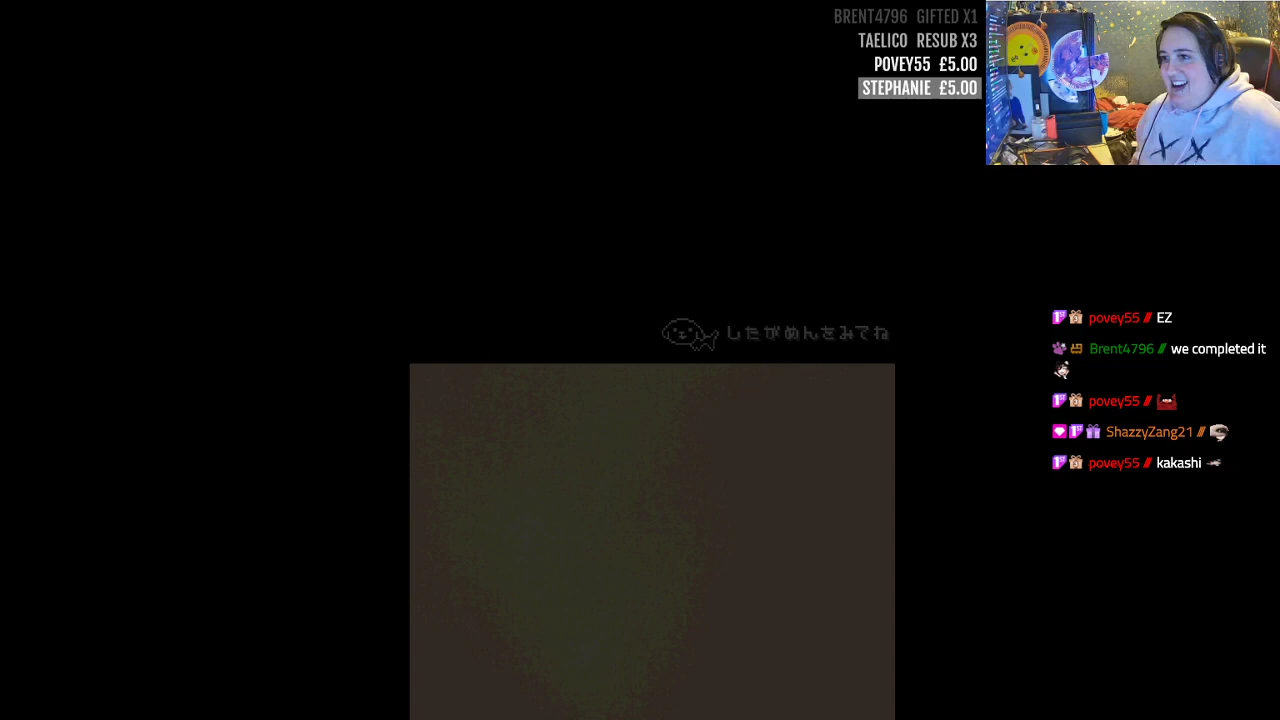 BRENT4796 GIFTED X1
TAELICO RESUB X3
POVEY55 £5.00
STEPHANIE £5.00
povey55 // EZ
したがめんをみてね
Brent4796 // we completed it
povey55 //
ShazzyZang21 //
povey55 // kakashi